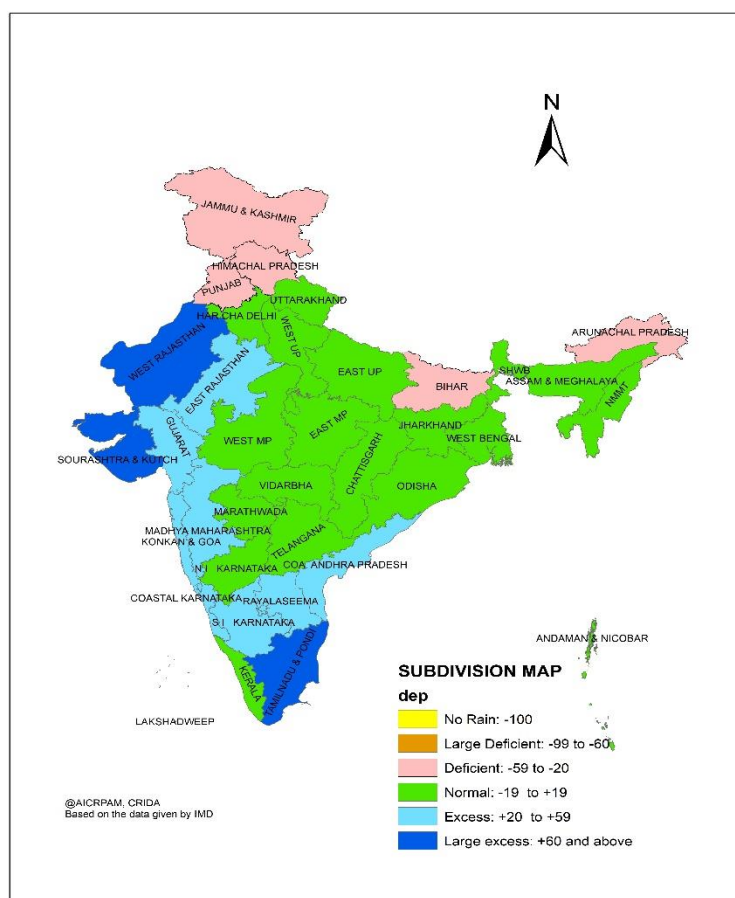 N
JAMMU & KASHMIR
HIMACHAL PRADESH
PUNJAB
UTTARAKHAND
HAR CHA DELHI
WEST UP
WEST RAJASTHAN
EAST RAJASTHAN
EAST UP
ARUNACHAL PRADESH
BIHAR
SHWB
ASSAM & MEGHALAYA
NMMT
GUJARAT
WEST MP
EAST MP
JHARKHAND
WEST BENGAL
SOURASHTRA & KUTCH
CHATTISGARH
VIDARBHA
ODISHA
MARATHWADA
MADHYA MAHARASHTRA
KONKAN & GOA
TELANGANA
COA. ANDHRA PRADESH
N I KARNATAKA
COASTAL KARNATAKA
RAYALASEEMA
S I KARNATAKA
ANDAMAN & NICOBAR
KERALA
TAMILNADU & PONDI
LAKSHADWEEP
SUBDIVISION MAP
dep
No Rain: -100
Large Deficient: -99 to -60
Deficient: -59 to -20
Normal: -19 to +19
Excess: +20 to +59
Large excess: +60 and above
@AICRPAM, CRIDA
Based on the data given by IMD